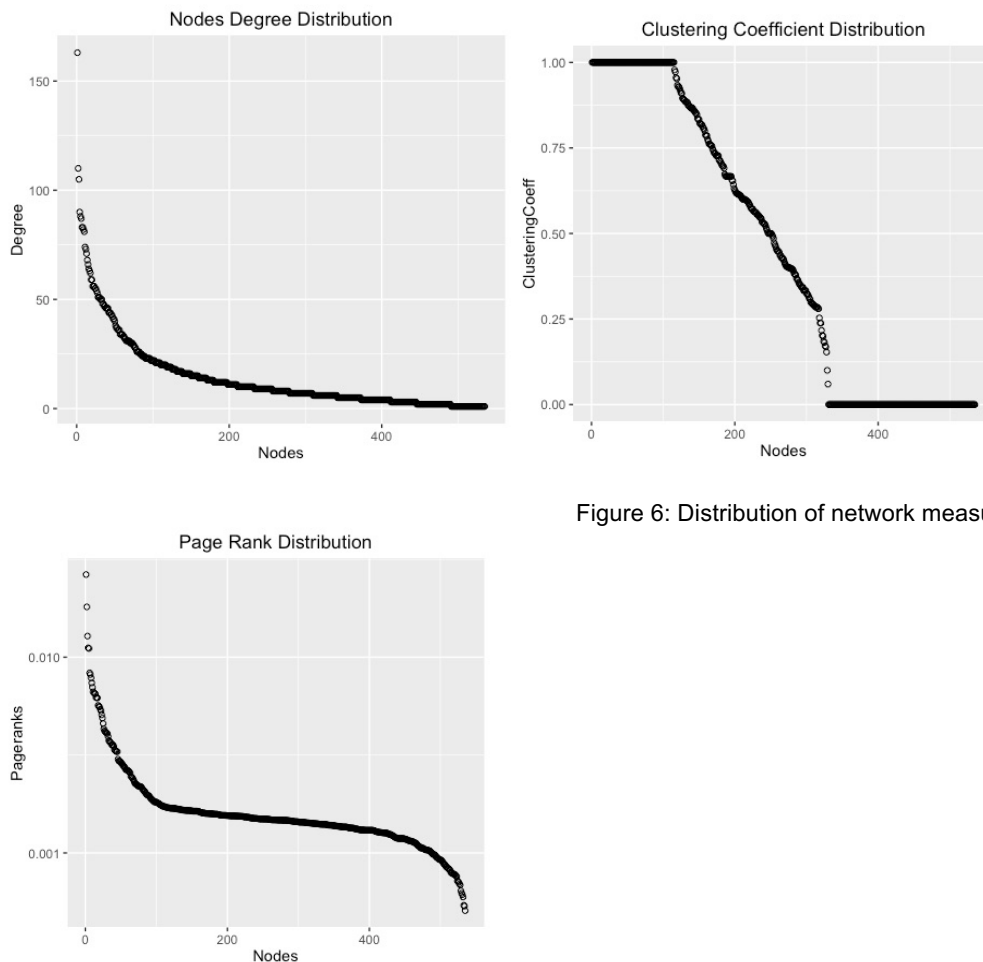 Nodes Degree Distribution
150
100
50
0
Degree
0 200 400
Nodes
Clustering Coefficient Distribution
1.00
0.75
0.50
0.25
0.00
ClusteringCoeff
0 200 400
Nodes
Figure 6: Distribution of network measu
Page Rank Distribution
0.010
0.001
Pageranks
0 200 400
Nodes